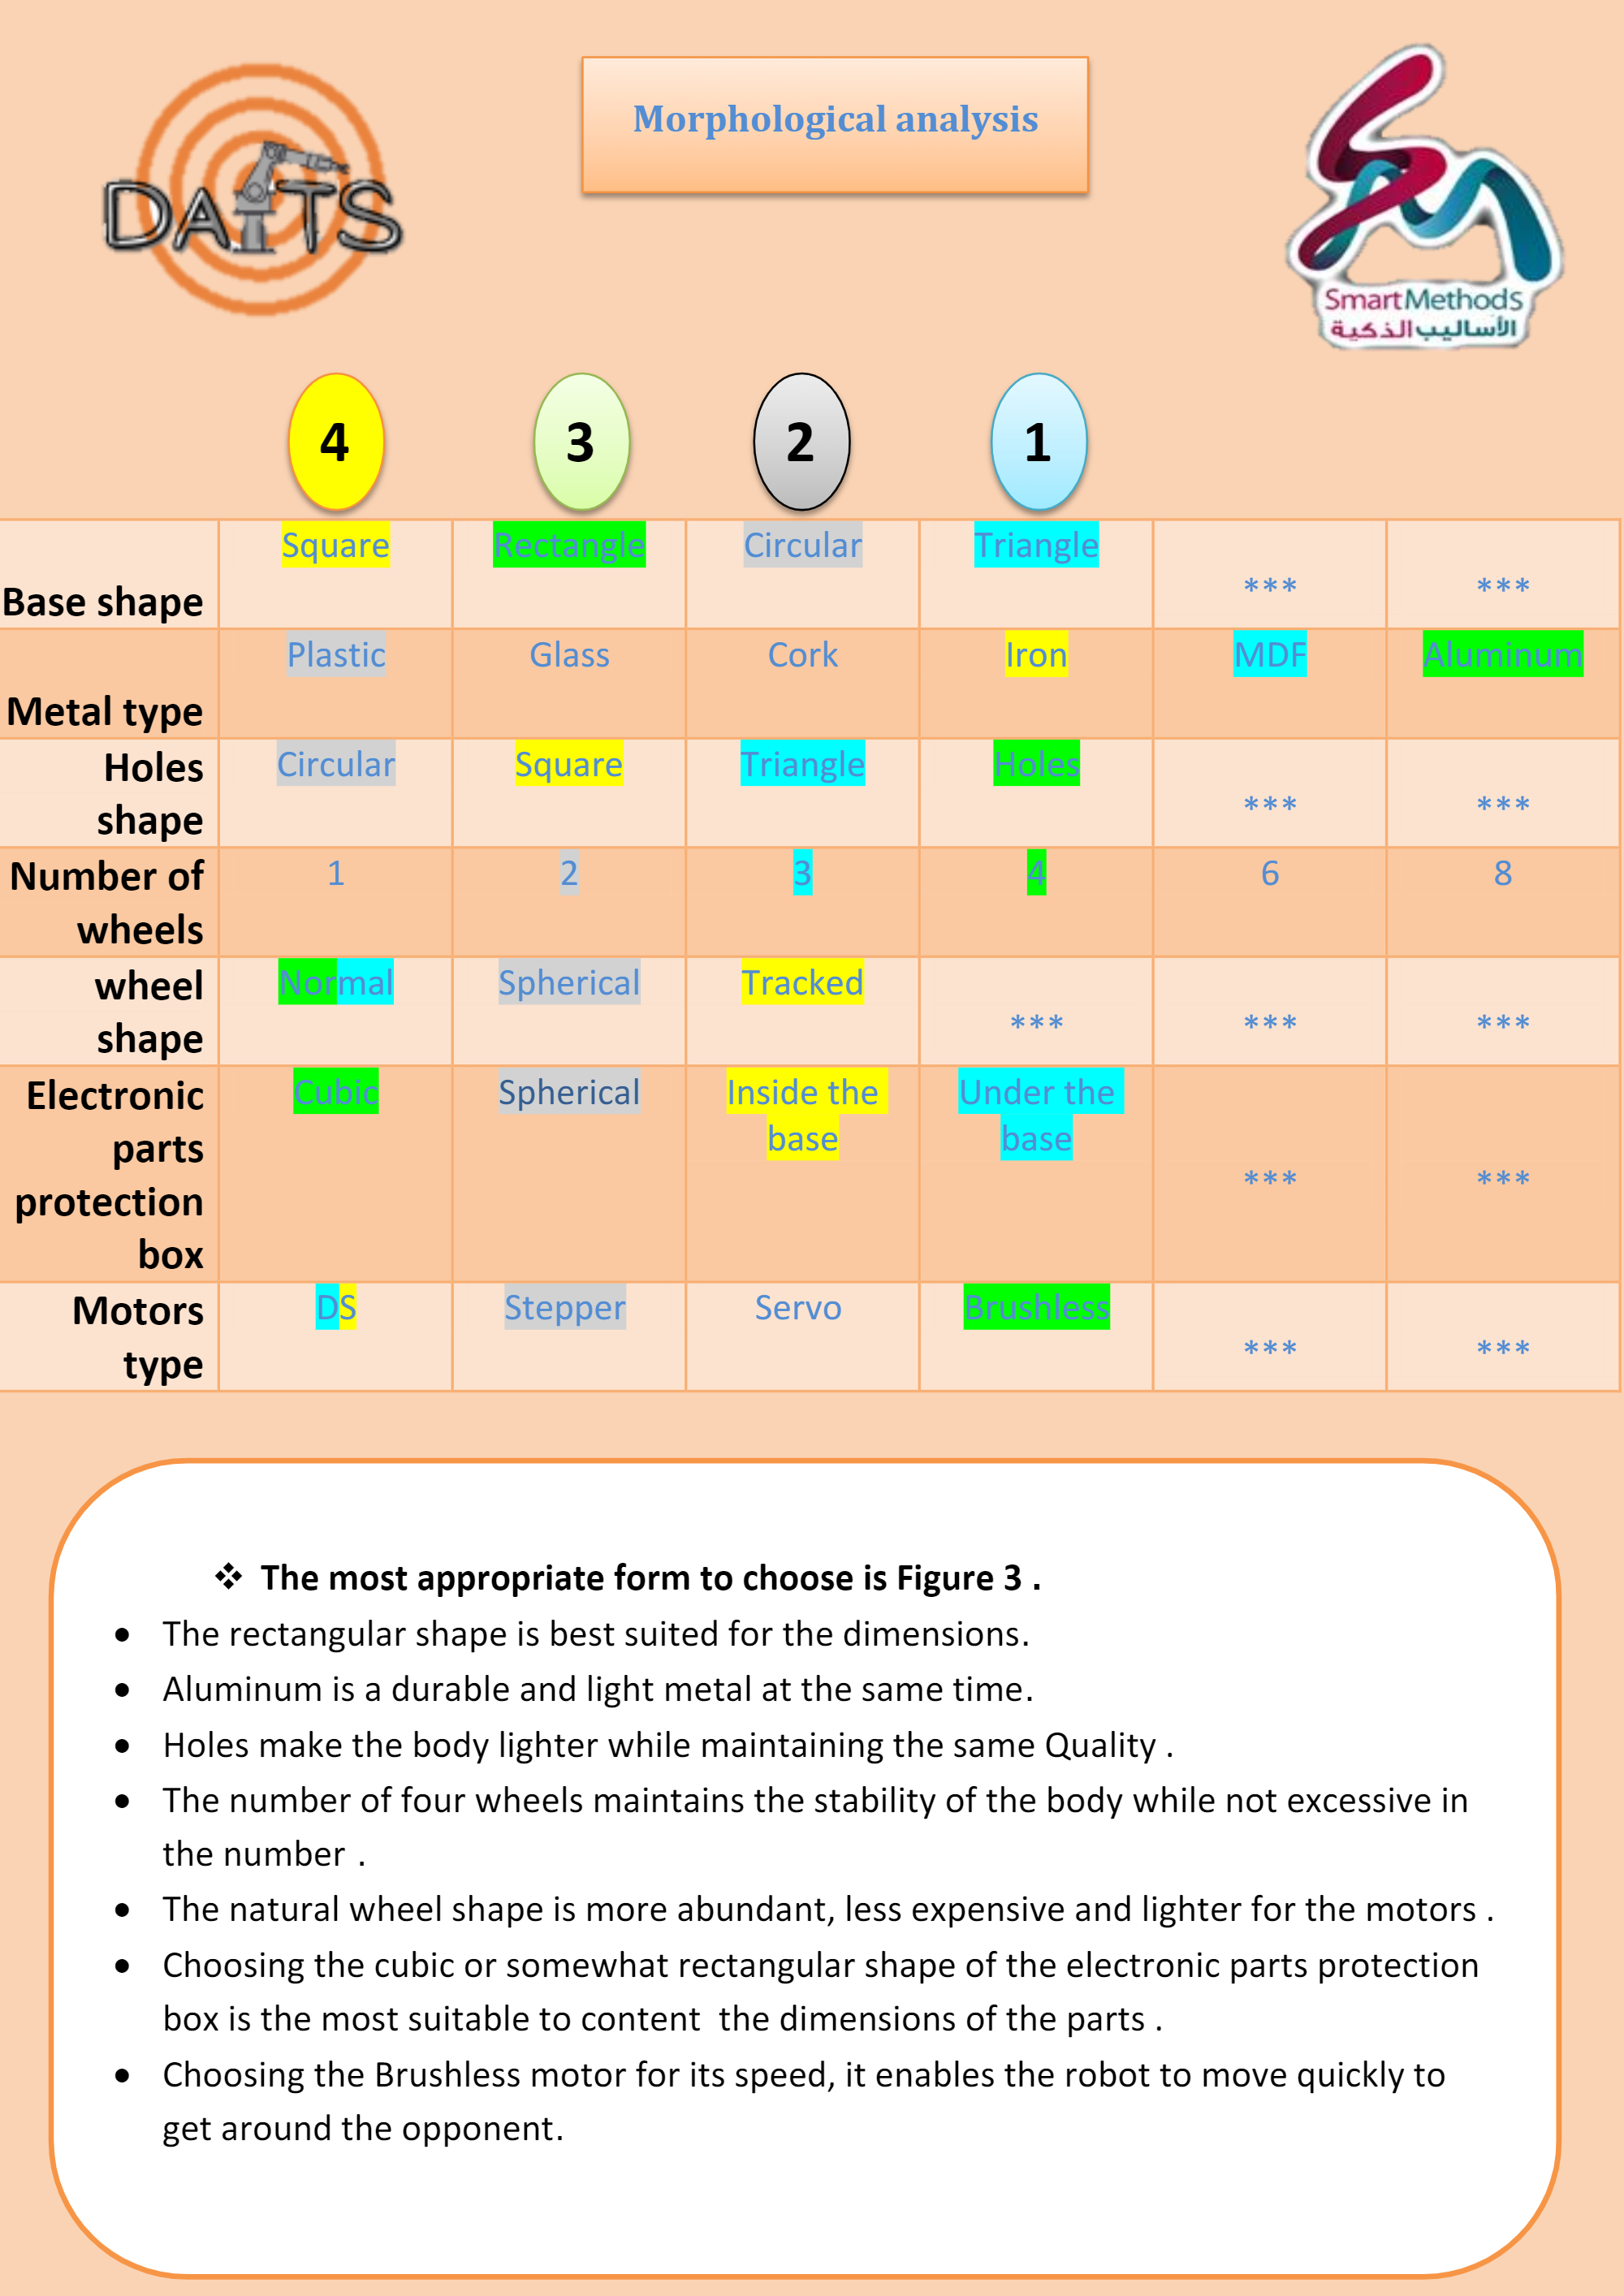 Morphological analysis
DAITS
SmartMethods
الأساليب الذكية
4 3 2 1
Base shape Square Rectangle Circular Triangle *** ***
Metal type Plastic Glass Cork Iron MDF Aluminum
Holes shape Circular Square Triangle Holes *** ***
Number of wheels 1 2 3 4 6 8
wheel shape Normal Spherical Tracked *** *** ***
Electronic parts protection box Cubic Spherical Inside the base Under the base *** ***
Motors type DS Stepper Servo Brushless *** ***
❖ The most appropriate form to choose is Figure 3 .
• The rectangular shape is best suited for the dimensions.
• Aluminum is a durable and light metal at the same time.
• Holes make the body lighter while maintaining the same Quality .
• The number of four wheels maintains the stability of the body while not excessive in
the number .
• The natural wheel shape is more abundant, less expensive and lighter for the motors .
• Choosing the cubic or somewhat rectangular shape of the electronic parts protection
box is the most suitable to content the dimensions of the parts .
• Choosing the Brushless motor for its speed, it enables the robot to move quickly to
get around the opponent.